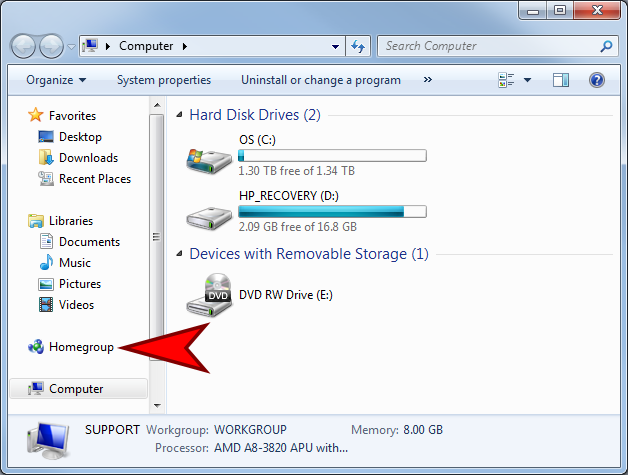 Computer
Search Computer
Organize System properties Uninstall or change a program »
Favorites
Desktop
Downloads
Recent Places
Libraries
Documents
Music
Pictures
Videos
Homegroup
Computer
Hard Disk Drives (2)
OS (C:)
1.30 TB free of 1.34 TB
HP_RECOVERY (D:)
2.09 GB free of 16.8 GB
Devices with Removable Storage (1)
DVD
DVD RW Drive (E:)
SUPPORT Workgroup: WORKGROUP Memory: 8.00 GB
Processor: AMD A8-3820 APU with...